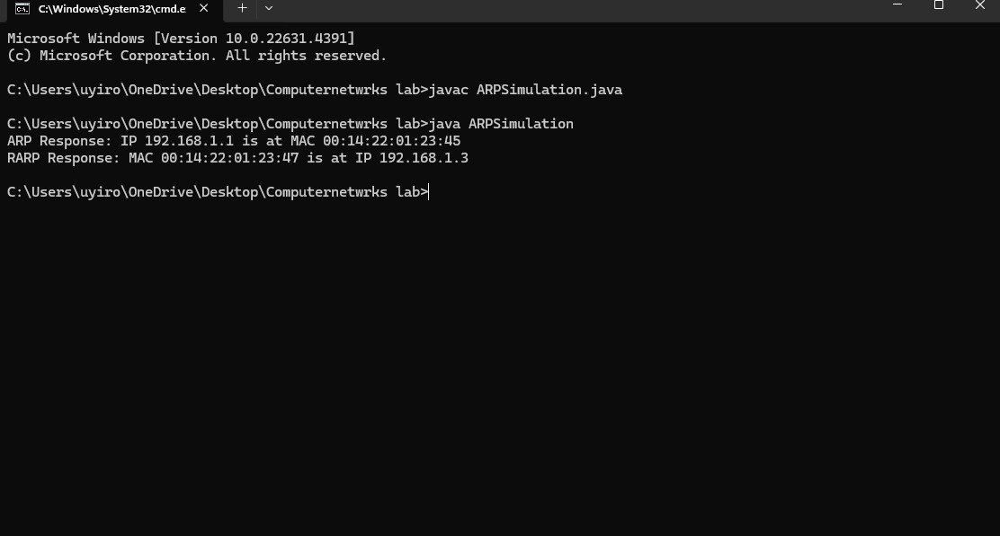 C:\Windows\System32\cmd.e
Microsoft Windows [Version 10.0.22631.4391]
(c) Microsoft Corporation. All rights reserved.
C:\Users\uyiro\OneDrive\Desktop\Computernetwrks lab>javac ARPSimulation.java
C:\Users\uyiro\OneDrive\Desktop\Computernetwrks lab>java ARPSimulation
ARP Response: IP 192.168.1.1 is at MAC 00:14:22:01:23:45
RARP Response: MAC 00:14:22:01:23:47 is at IP 192.168.1.3
C:\Users\uyiro\OneDrive\Desktop\Computernetwrks lab>